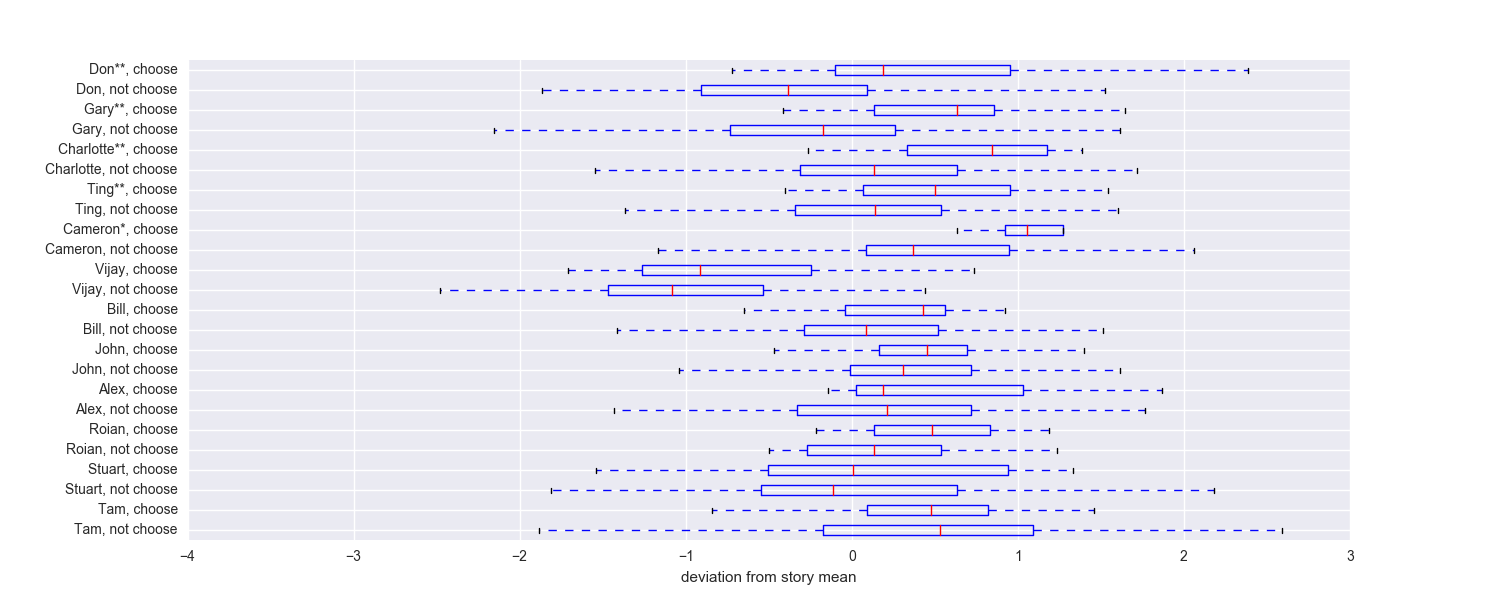 Don**, choose
Don, not choose
Gary**, choose
Gary, not choose
Charlotte**, choose
Charlotte, not choose
Ting**, choose
Ting, not choose
Cameron*, choose
Cameron, not choose
Vijay, choose
Vijay, not choose
Bill, choose
Bill, not choose
John, choose
John, not choose
Alex, choose
Alex, not choose
Roian, choose
Roian, not choose
Stuart, choose
Stuart, not choose
Tam, choose
Tam, not choose
−4 −3 −2 −1 0 1 2 3
deviation from story mean